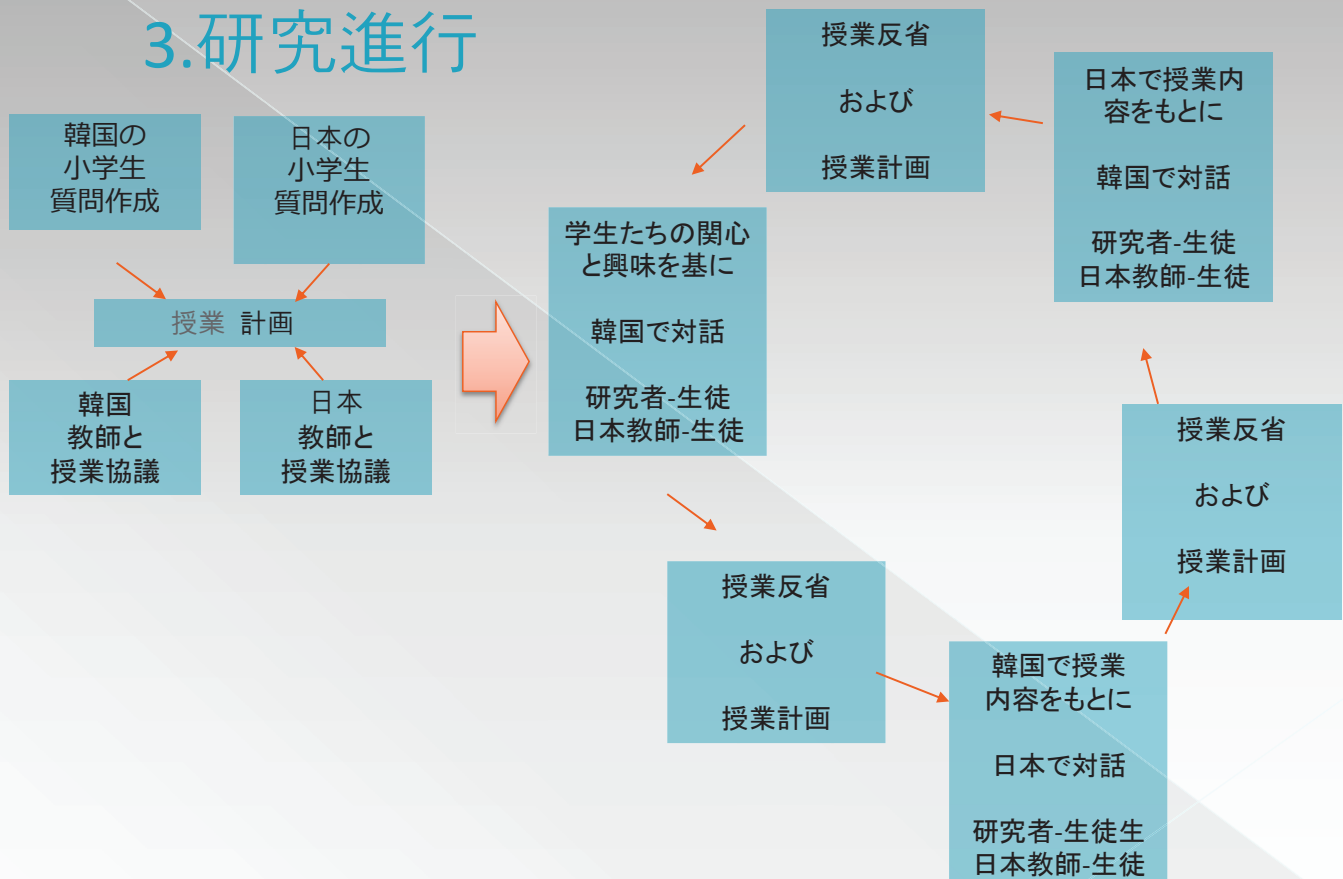 3.研究進行
韓国の
小学生
質問作成
日本の
小学生
質問作成
授業 計画
韓国
教師と
授業協議
日本
教師と
授業協議
学生たちの関心
と興味を基に
韓国で対話
研究者-生徒
日本教師-生徒
授業反省
および
授業計画
韓国で授業
内容をもとに
日本で対話
研究者-生徒生
日本教師-生徒
授業反省
および
授業計画
日本で授業内
容をもとに
韓国で対話
研究者-生徒
日本教師-生徒
授業反省
および
授業計画